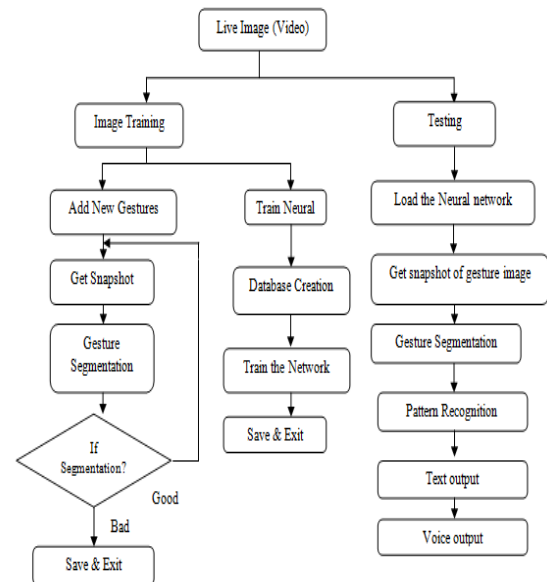 Live Image (Video)
Image Training
Testing
Add New Gestures
Train Neural
Load the Neural network
Get Snapshot
Database Creation
Get snapshot of gesture image
Gesture
Segmentation
Train the Network
Gesture Segmentation
If
Segmentation?
Save & Exit
Pattern Recognition
Good
Bad
Text output
Save & Exit
Voice output